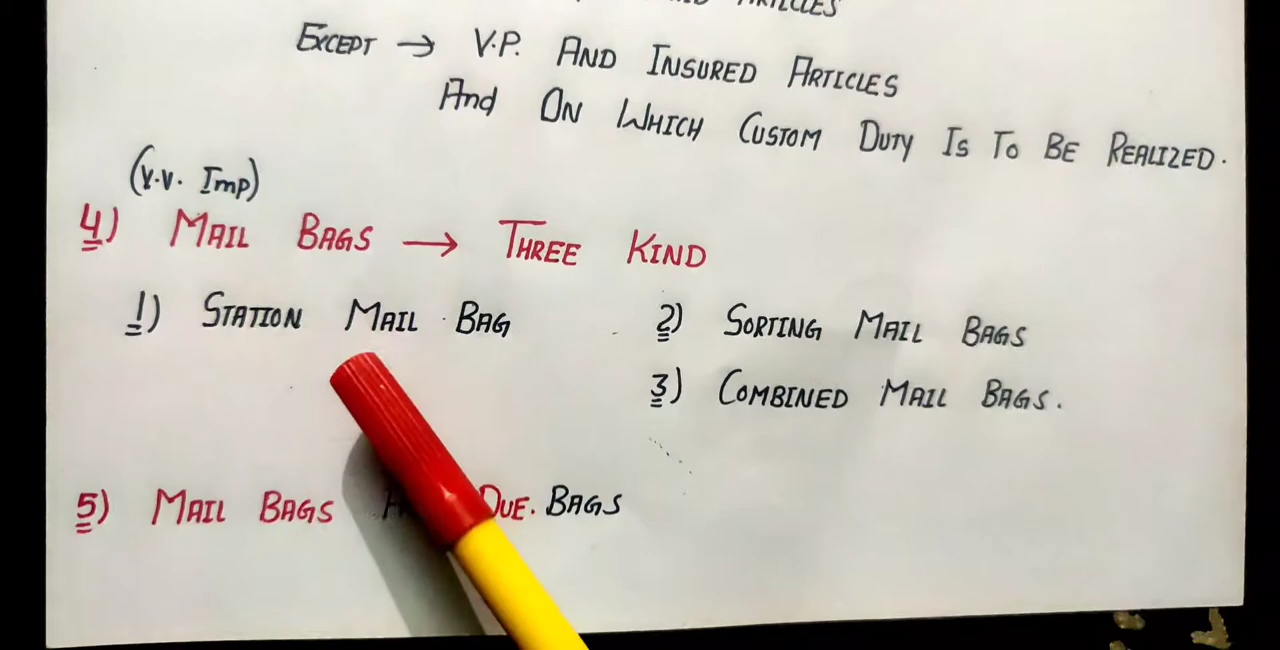 ARTICLES
EXCEPT → V.P. AND INSURED ARTICLES
And ON WHICH CUSTOM DUTY IS TO BE REALIZED.
(V.V. Imp)
4) MAIL BAGS → THREE KIND
1) STATION MAIL BAG
2) SORTING MAIL BAGS
3) COMBINED MAIL BAGS.
5) MAIL BAGS DUE. BAGS